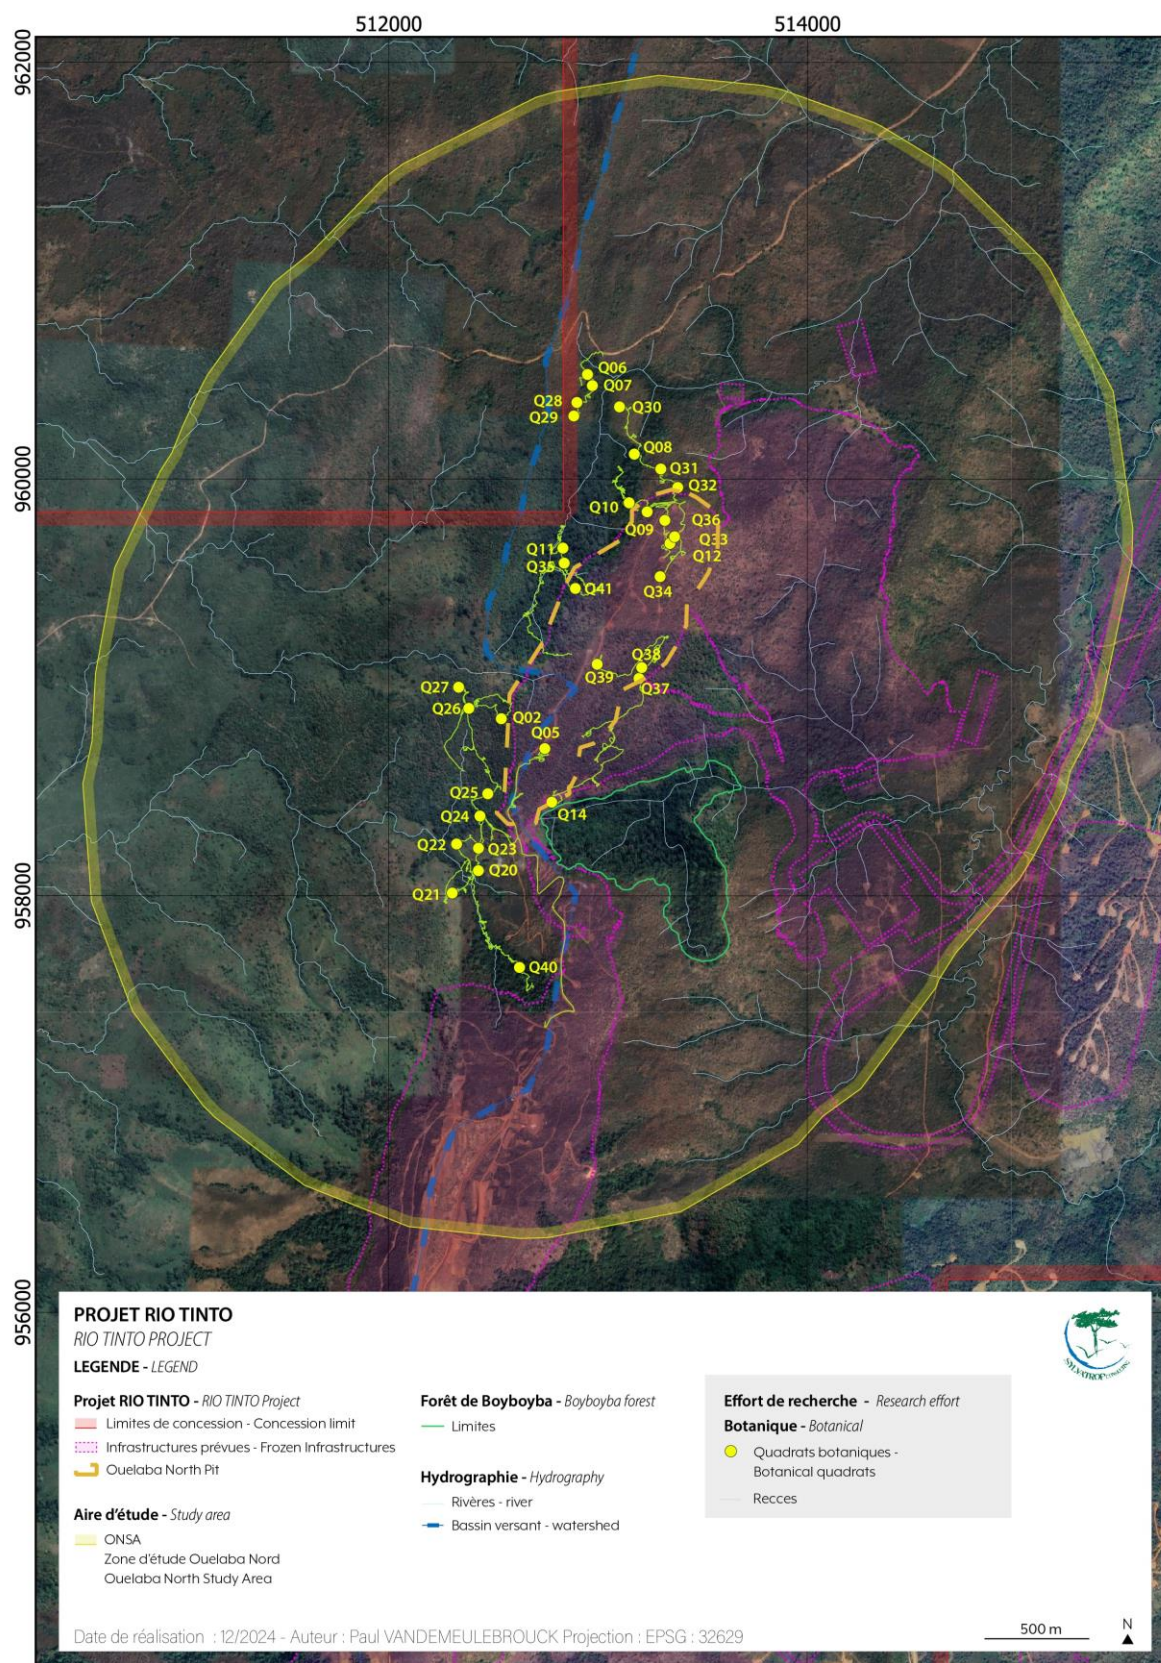 512000
514000
962000
960000
958000
956000
Q06
Q07
Q28
Q29
Q30
Q08
Q31
Q32
Q10
Q09
Q36
Q33
Q12
Q11
Q35
Q41
Q34
Q38
Q39
Q37
Q27
Q26
Q02
Q05
Q25
Q14
Q24
Q22
Q23
Q20
Q21
Q40
PROJET RIO TINTO
RIO TINTO PROJECT
LEGENDE - LEGEND
Projet RIO TINTO - RIO TINTO Project
Limites de concession - Concession limit
Infrastructures prévues - Frozen Infrastructures
Ouelaba North Pit
Aire d'étude - Study area
ONSA
Zone d'étude Ouelaba Nord
Ouelaba North Study Area
Forêt de Boyboyba - Boyboyba forest
Limites
Hydrographie - Hydrography
Rivières - river
Bassin versant - watershed
Effort de recherche - Research effort
Botanique - Botanical
Quadrats botaniques -
Botanical quadrats
Recces
SYLVATROP CONSULTING
Date de réalisation : 12/2024 - Auteur : Paul VANDEMEULEBROUCK Projection : EPSG : 32629
500 m
N